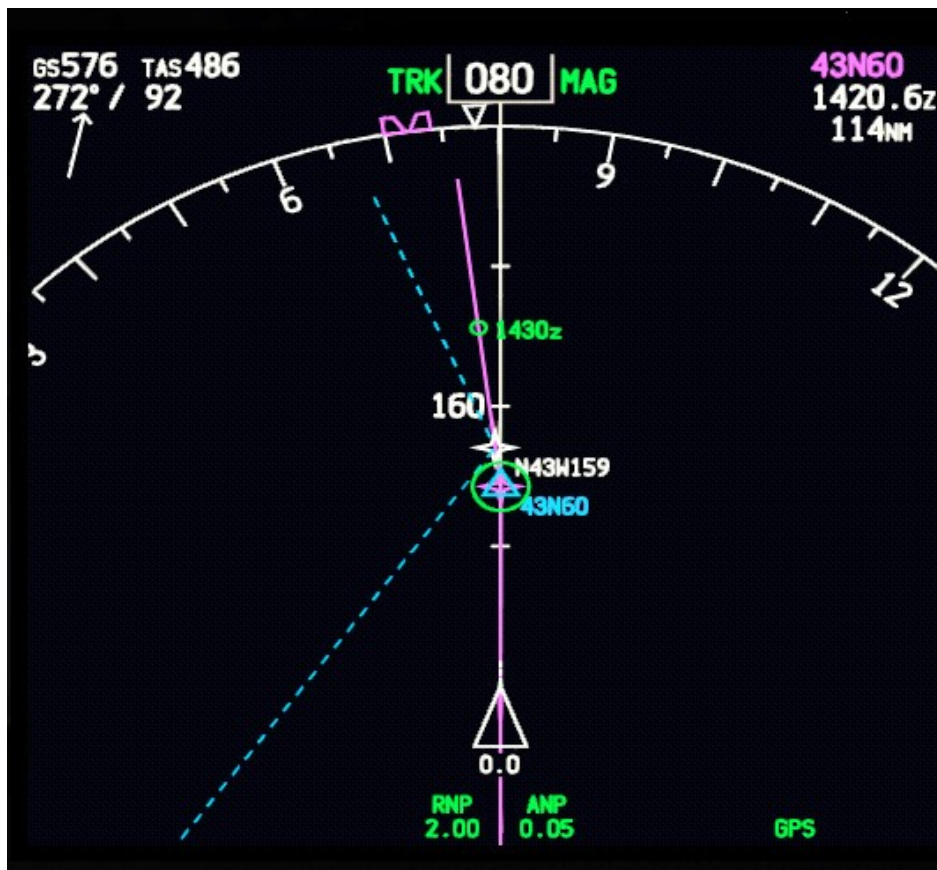 GS576 TAS486
272°/ 92
TRK 080 MAG
43N60
1420.6z
114NM
6
9
12
3
1430z
160
N43W159
43N60
0.0
RNP
2.00
ANP
0.05
GPS